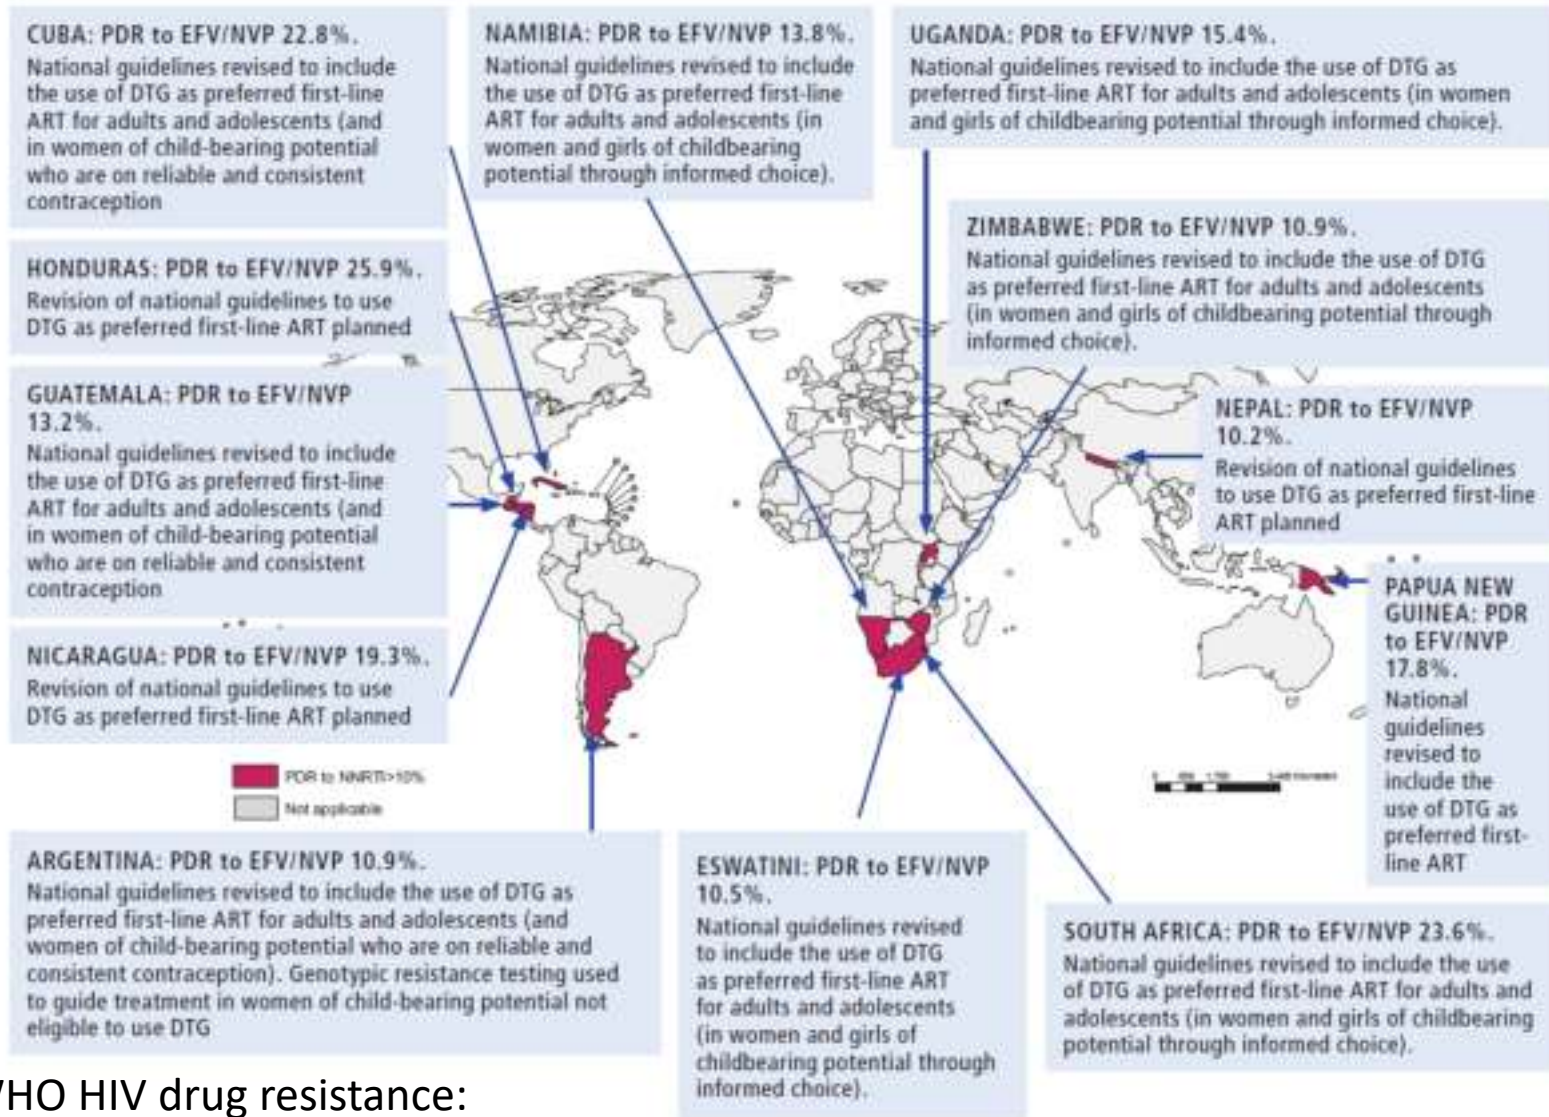 CUBA: PDR to EFV/NVP 22.8%.
National guidelines revised to include
the use of DTG as preferred first-line
ART for adults and adolescents (and
in women of child-bearing potential
who are on reliable and consistent
contraception
HONDURAS: PDR to EFV/NVP 25.9%.
Revision of national guidelines to use
DTG as preferred first-line ART planned
GUATEMALA: PDR to EFV/NVP
13.2%.
National guidelines revised to include
the use of DTG as preferred first-line
ART for adults and adolescents (and
in women of child-bearing potential
who are on reliable and consistent
contraception
NICARAGUA: PDR to EFV/NVP 19.3%.
Revision of national guidelines to use
DTG as preferred first-line ART planned
NAMIBIA: PDR to EFV/NVP 13.8%.
National guidelines revised to include
the use of DTG as preferred first-line
ART for adults and adolescents (in
women and girls of childbearing
potential through informed choice).
UGANDA: PDR to EFV/NVP 15.4%.
National guidelines revised to include the use of DTG as
preferred first-line ART for adults and adolescents (in women
and girls of childbearing potential through informed choice).
ZIMBABWE: PDR to EFV/NVP 10.9%.
National guidelines revised to include the use of DTG
as preferred first-line ART for adults and adolescents
(in women and girls of childbearing potential through
informed choice).
NEPAL: PDR to EFV/NVP
10.2%.
Revision of national guidelines
to use DTG as preferred first-line
ART planned
PAPUA NEW
GUINEA: PDR
to EFV/NVP
17.8%.
National
guidelines
revised to
include the
use of DTG as
preferred first-
line ART
PDR to NNRTI>10%
Not applicable
ARGENTINA: PDR to EFV/NVP 10.9%.
National guidelines revised to include the use of DTG as
preferred first-line ART for adults and adolescents (and
women of child-bearing potential who are on reliable and
consistent contraception). Genotypic resistance testing used
to guide treatment in women of child-bearing potential not
eligible to use DTG
ESWATINI: PDR to EFV/NVP
10.5%.
National guidelines revised
to include the use of DTG
as preferred first-line ART
for adults and adolescents
(in women and girls of
childbearing potential through
informed choice).
SOUTH AFRICA: PDR to EFV/NVP 23.6%.
National guidelines revised to include the use
of DTG as preferred first-line ART for adults and
adolescents (in women and girls of childbearing
potential through informed choice).
HO HIV drug resistance: